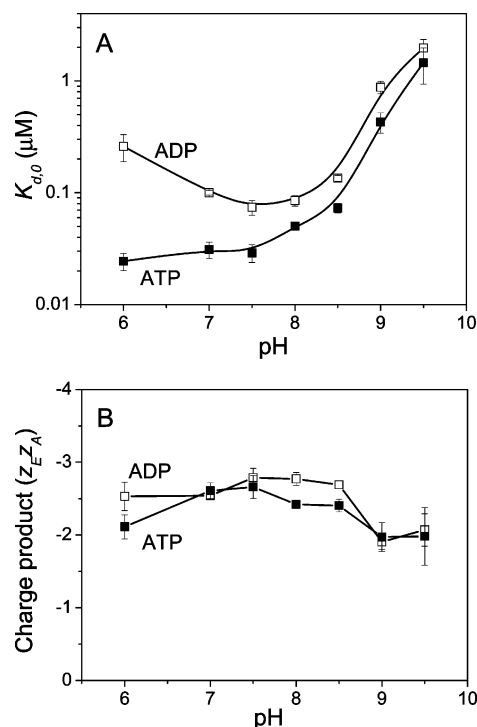 A
K_{d,0} (μM)
1
0.1
0.01
ADP
ATP
6 7 8 9 10
pH
B
Charge product (z_E z_A)
-4
-3
-2
-1
0
ADP
ATP
6 7 8 9 10
pH